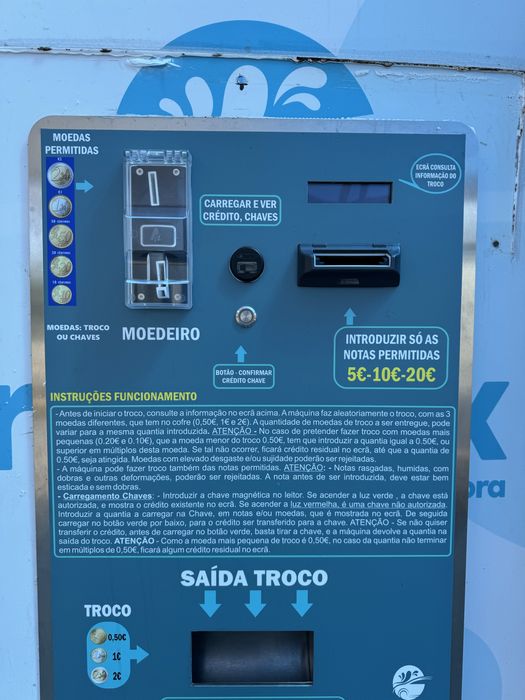 MOEDAS
PERMITIDAS
ECRÃ CONSULTA
INFORMAÇÃO DO
TROCO
CARREGAR E VER
CRÉDITO, CHAVES
MOEDAS: TROCO
OU CHAVES
MOEDEIRO
BOTÃO - CONFIRMAR
CRÉDITO CHAVE
INTRODUZIR SÓ AS
NOTAS PERMITIDAS
5€-10€-20€
INSTRUÇÕES FUNCIONAMENTO
- Antes de iniciar o troco, consulte a informação no ecrã acima. A máquina faz aleatoriamente o troco, com as 3
moedas diferentes, que tem no cofre (0,50€, 1€ e 2€). A quantidade de moedas de troco a ser entregue, pode
variar para a mesma quantia introduzida. ATENÇÃO - No caso de pretender fazer troco com moedas mais
pequenas (0.20€ e 0.10€), que a moeda menor do troco 0.50€, tem que introduzir a quantia igual a 0.50€, ou
superior em múltiplos desta moeda. Se tal não ocorrer, ficará crédito residual no ecrã, até que a quantia de
0.50€, seja atingida. Moedas com elevado desgaste e/ou sujidade poderão ser rejeitadas.
- A máquina pode fazer troco também das notas permitidas. ATENÇÃO: - Notas rasgadas, humidas, com
dobras e outras deformações, poderão ser rejeitadas. A nota antes de ser introduzida, deve estar bem
esticada e sem dobras.
- Carregamento Chaves: - Introduzir a chave magnética no leitor. Se acender a luz verde , a chave está
autorizada, e mostra o crédito existente no ecrã. Se acender a luz vermelha, é uma chave não autorizada.
Introduzir a quantia a carregar na Chave, em notas e/ou moedas, que é mostrada no ecrã. De seguida
carregar no botão verde por baixo, para o crédito ser transferido para a chave. ATENÇÃO - Se não quiser
transferir o crédito, antes de carregar no botão verde, basta tirar a chave, e a máquina devolve a quantia na
saída do troco. ATENÇÃO - Como a moeda mais pequena de troco é 0,50€, no caso da quantia não terminar
em múltiplos de 0,50€, ficará algum crédito residual no ecrã.
SAÍDA TROCO
TROCO
0,50€
1€
2€